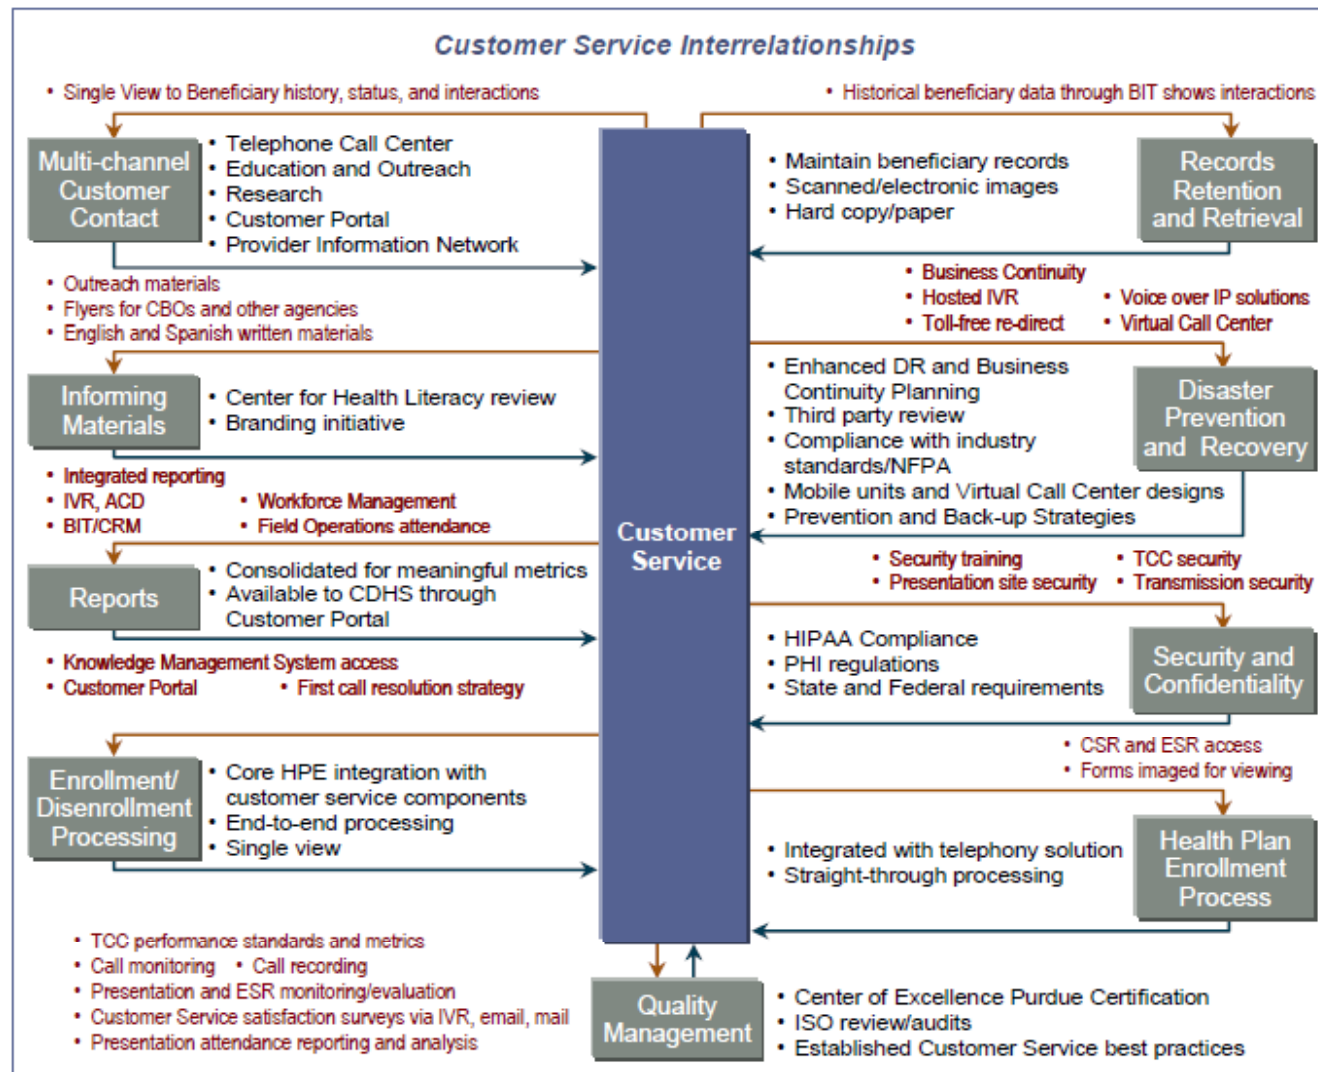 Customer Service Interrelationships
• Single View to Beneficiary history, status, and interactions
Multi-channel
Customer
Contact
• Telephone Call Center
• Education and Outreach
• Research
• Customer Portal
• Provider Information Network
• Outreach materials
• Flyers for CBOs and other agencies
• English and Spanish written materials
Informing
Materials
• Center for Health Literacy review
• Branding initiative
• Integrated reporting
• IVR, ACD • Workforce Management
• BIT/CRM • Field Operations attendance
Reports
• Consolidated for meaningful metrics
• Available to CDHS through
Customer Portal
• Knowledge Management System access
• Customer Portal • First call resolution strategy
Enrollment/
Disenrollment
Processing
• Core HPE integration with
customer service components
• End-to-end processing
• Single view
Customer
Service
• Historical beneficiary data through BIT shows interactions
• Maintain beneficiary records
• Scanned/electronic images
• Hard copy/paper
Records
Retention
and Retrieval
• Business Continuity
• Hosted IVR • Voice over IP solutions
• Toll-free re-direct • Virtual Call Center
• Enhanced DR and Business
Continuity Planning
• Third party review
• Compliance with industry
standards/NFPA
• Mobile units and Virtual Call Center designs
• Prevention and Back-up Strategies
Disaster
Prevention
and Recovery
• Security training • TCC security
• Presentation site security • Transmission security
• HIPAA Compliance
• PHI regulations
• State and Federal requirements
Security and
Confidentiality
• CSR and ESR access
• Forms imaged for viewing
• Integrated with telephony solution
• Straight-through processing
Health Plan
Enrollment
Process
• TCC performance standards and metrics
• Call monitoring • Call recording
• Presentation and ESR monitoring/evaluation
• Customer Service satisfaction surveys via IVR, email, mail
• Presentation attendance reporting and analysis
Quality
Management
• Center of Excellence Purdue Certification
• ISO review/audits
• Established Customer Service best practices